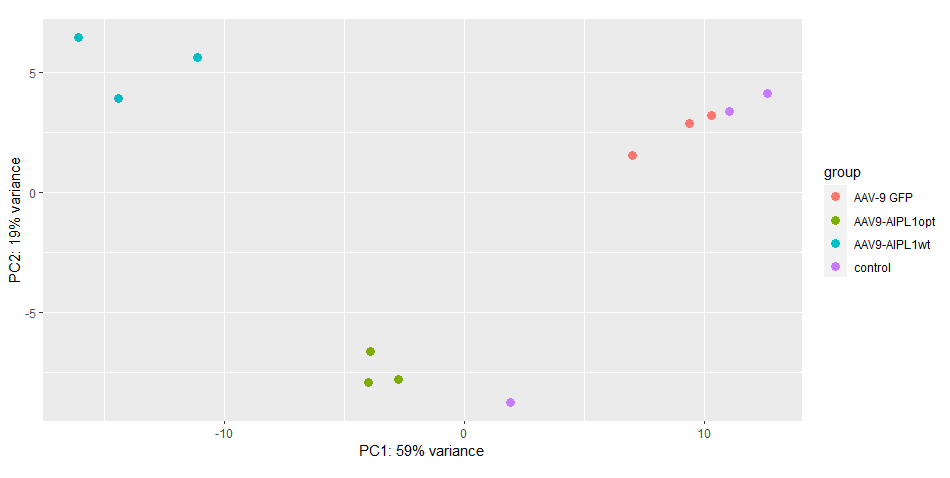 5
0
-5
PC2: 19% variance
-10
0
10
PC1: 59% variance
group
AAV-9 GFP
AAV9-AIPL1opt
AAV9-AIPL1wt
control